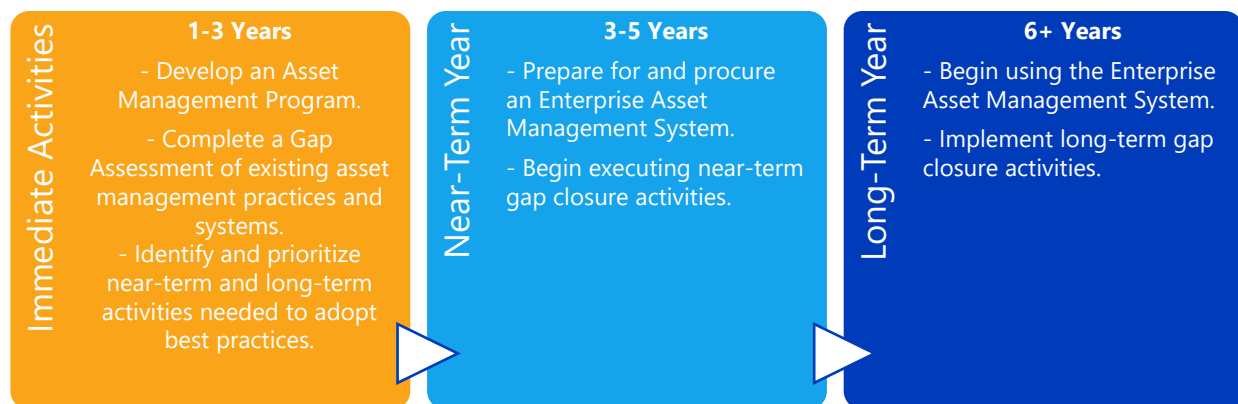 Immediate Activities
1-3 Years
- Develop an Asset
Management Program.
- Complete a Gap
Assessment of existing asset
management practices and
systems.
- Identify and prioritize
near-term and long-term
activities needed to adopt
best practices.
Near-Term Year
3-5 Years
- Prepare for and procure
an Enterprise Asset
Management System.
- Begin executing near-term
gap closure activities.
Long-Term Year
6+ Years
- Begin using the Enterprise
Asset Management System.
- Implement long-term gap
closure activities.